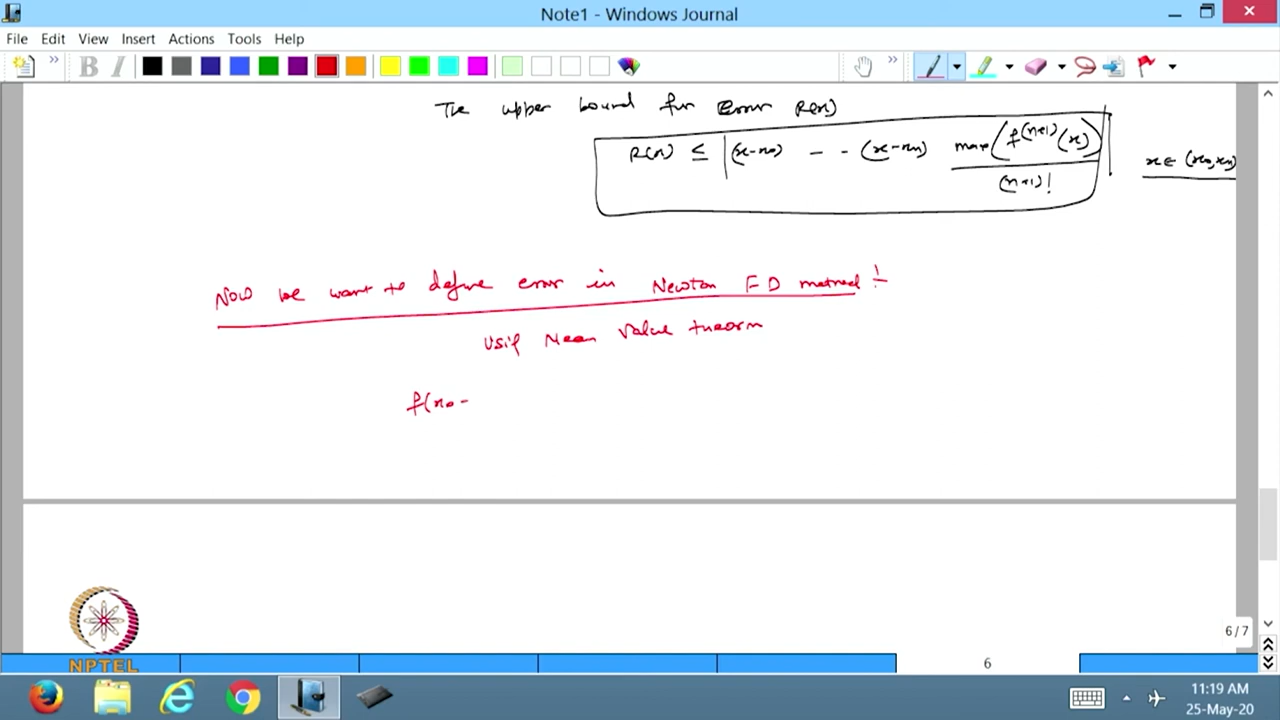 Note1 - Windows Journal
File Edit View Insert Actions Tools Help
The upper bound for Error R(x)
R(x) ≤ |(x-x0) - - (x-xn) max(f^(n+1)(x))/(n+1)!| x ∈ (x0,xn)
Now we want to define error in Newton FD method :-
Usig Mean Value theorm
f(x0-
6 / 7
NPTEL
6
11:19 AM
25-May-20